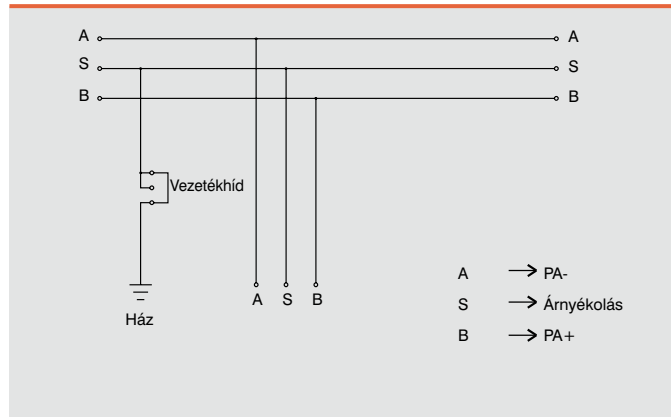 A A
S S
B B
Vezetékhíd
A S B
Ház
A → PA-
S → Árnyékolás
B → PA+